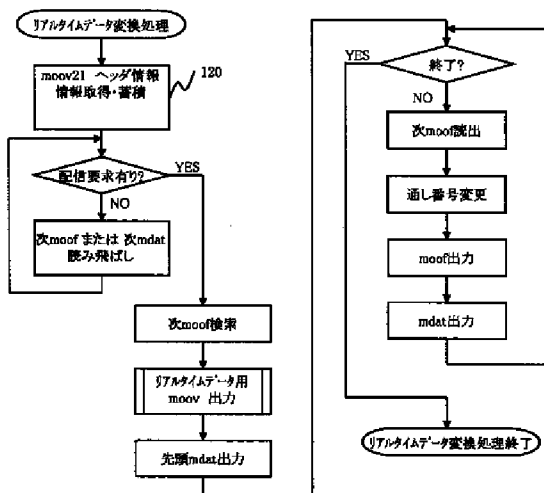 リアルタイムデータ変換処理
120
moov21 ヘッダ情報
情報取得・蓄積
配信要求有り?
YES
NO
次moof または 次mdat
読み飛ばし
次moof検索
リアルタイムデータ用
moov 出力
先頭mdat出力
YES
終了?
NO
次moof読出
通し番号変更
moof出力
mdat出力
リアルタイムデータ変換処理終了